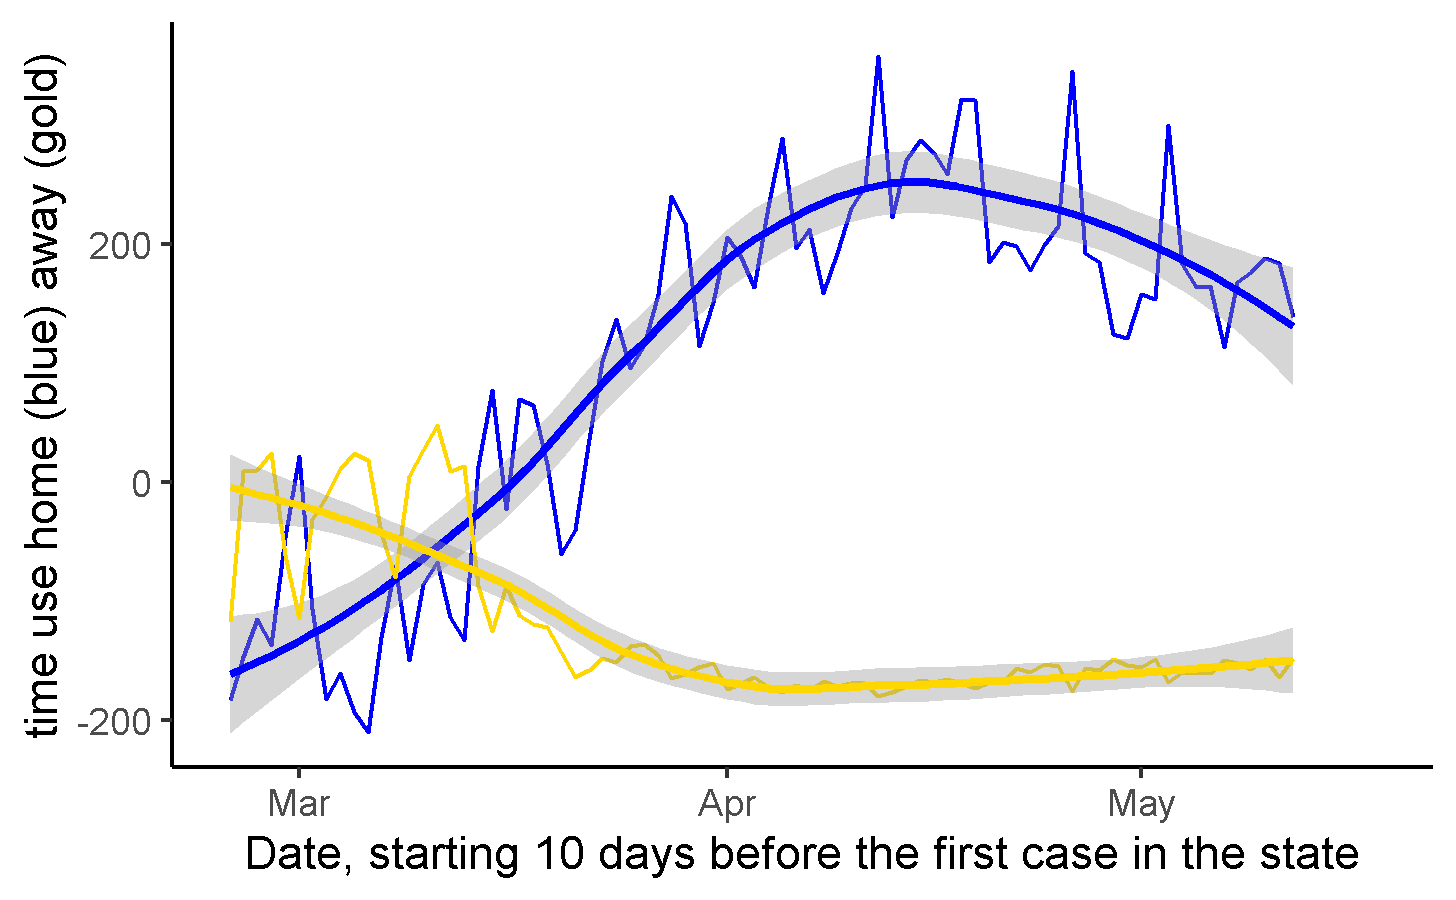 time use home (blue) away (gold)
200
0
-200
Mar Apr May
Date, starting 10 days before the first case in the state